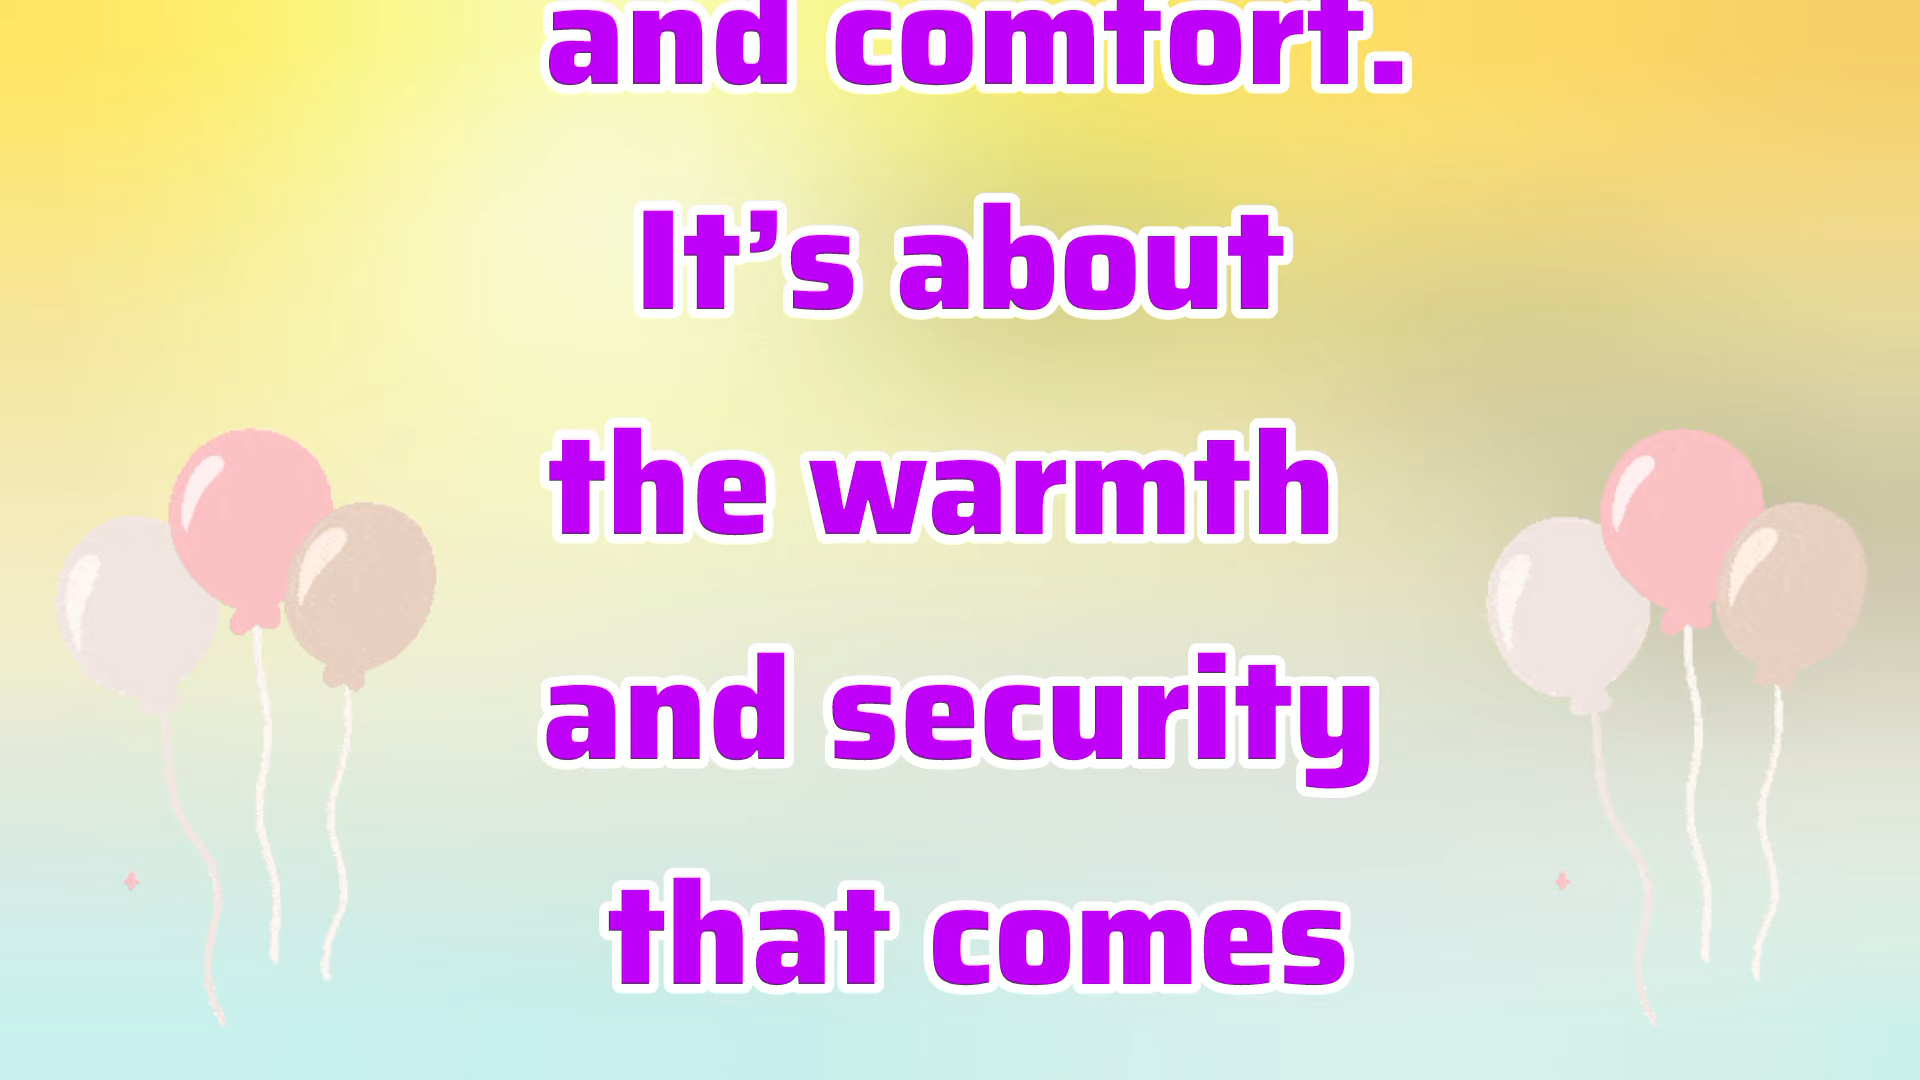 and comfort.
It’s about
the warmth
and security
that comes